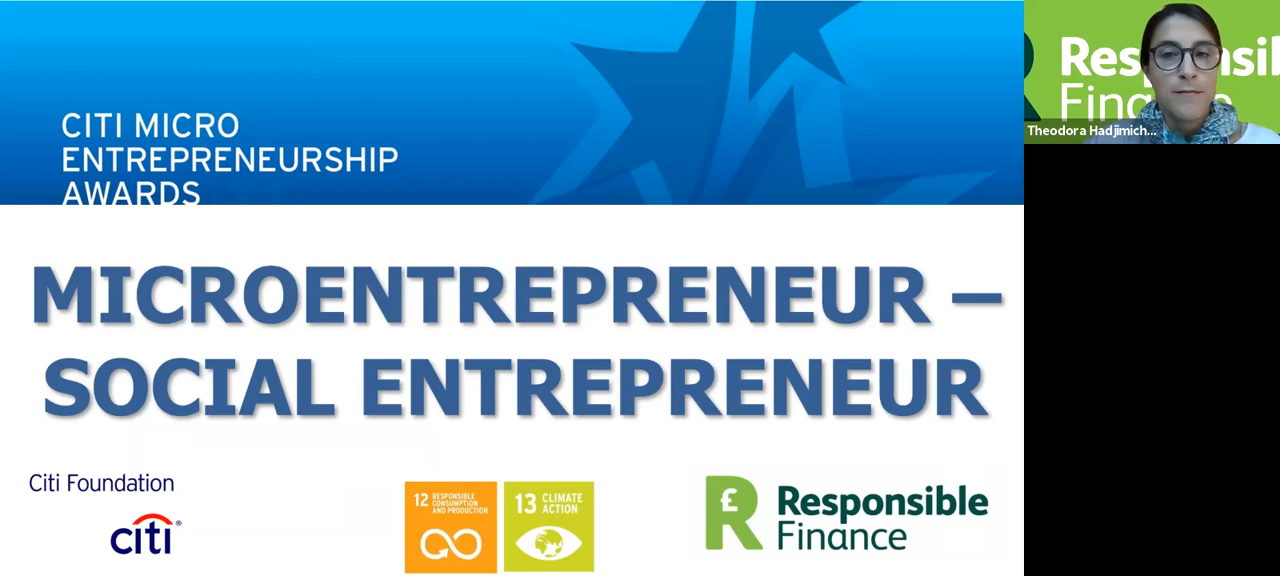 CITI MICRO
ENTREPRENEURSHIP
AWARDS
MICROENTREPRENEUR –
SOCIAL ENTREPRENEUR
Citi Foundation
citi®
12 RESPONSIBLE
CONSUMPTION
AND PRODUCTION
13 CLIMATE
ACTION
£
Responsible
Finance
Theodora Hadjimich...